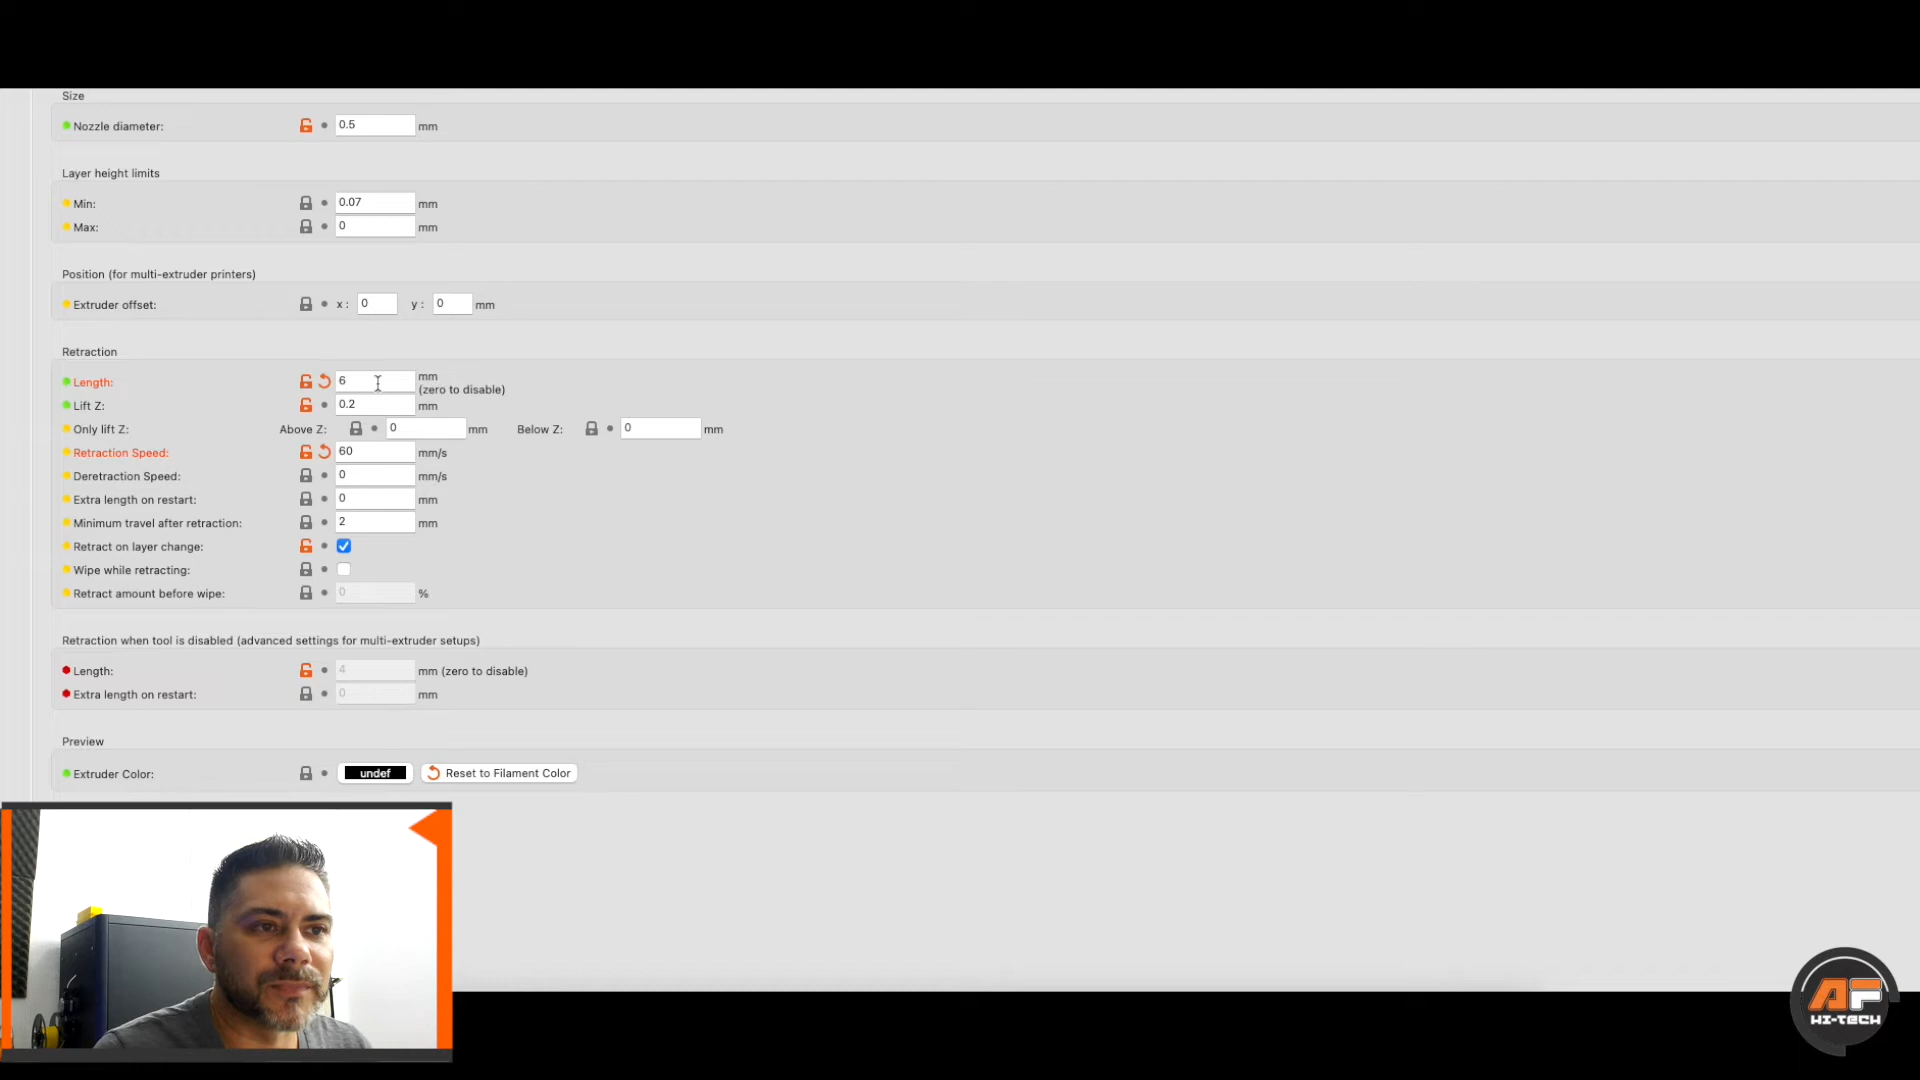 Size
Nozzle diameter: 0.5 mm
Layer height limits
Min: 0.07 mm
Max: 0 mm
Position (for multi-extruder printers)
Extruder offset: x : 0 y : 0 mm
Retraction
Length: 6 mm
(zero to disable)
Lift Z: 0.2 mm
Only lift Z: Above Z: 0 mm Below Z: 0 mm
Retraction Speed: 60 mm/s
Deretraction Speed: 0 mm/s
Extra length on restart: 0 mm
Minimum travel after retraction: 2 mm
Retract on layer change:
Wipe while retracting:
Retract amount before wipe: 0 %
Retraction when tool is disabled (advanced settings for multi-extruder setups)
Length: 4 mm (zero to disable)
Extra length on restart: 0 mm
Preview
Extruder Color: undef Reset to Filament Color
AF
HI-TECH